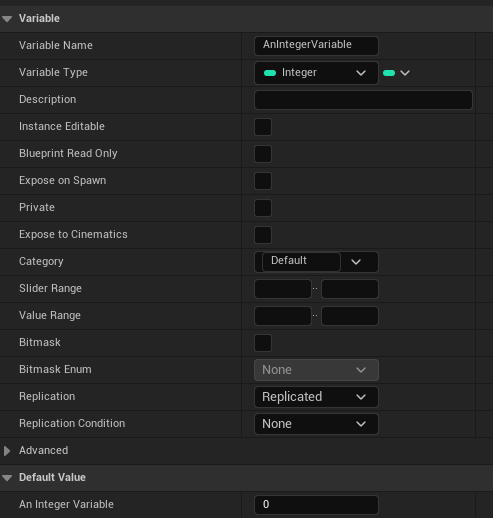 Variable
Variable Name AnIntegerVariable
Variable Type Integer
Description
Instance Editable
Blueprint Read Only
Expose on Spawn
Private
Expose to Cinematics
Category Default
Slider Range ..
Value Range ..
Bitmask
Bitmask Enum None
Replication Replicated
Replication Condition None
Advanced
Default Value
An Integer Variable 0